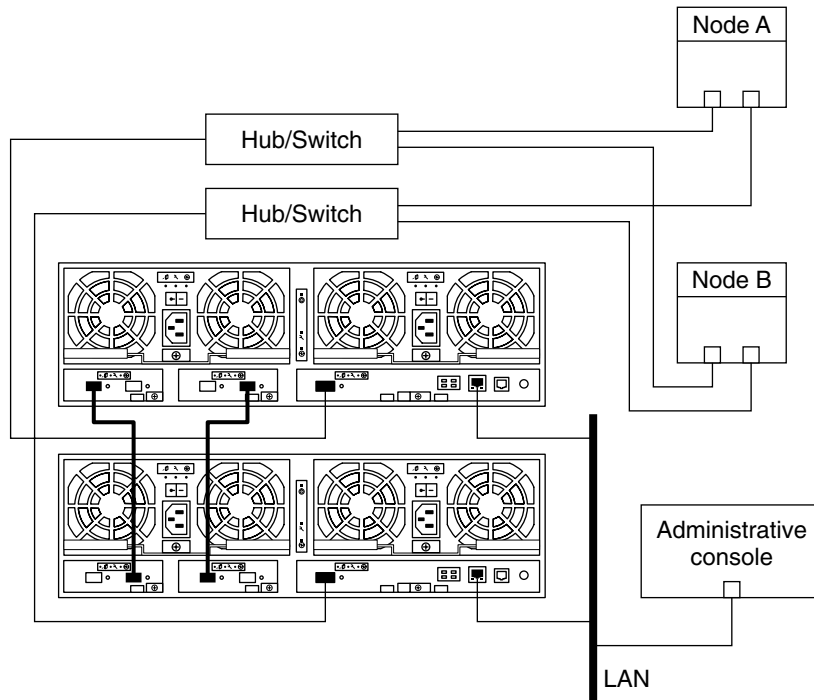 Node A
Hub/Switch
Hub/Switch
Node B
Administrative
console
LAN